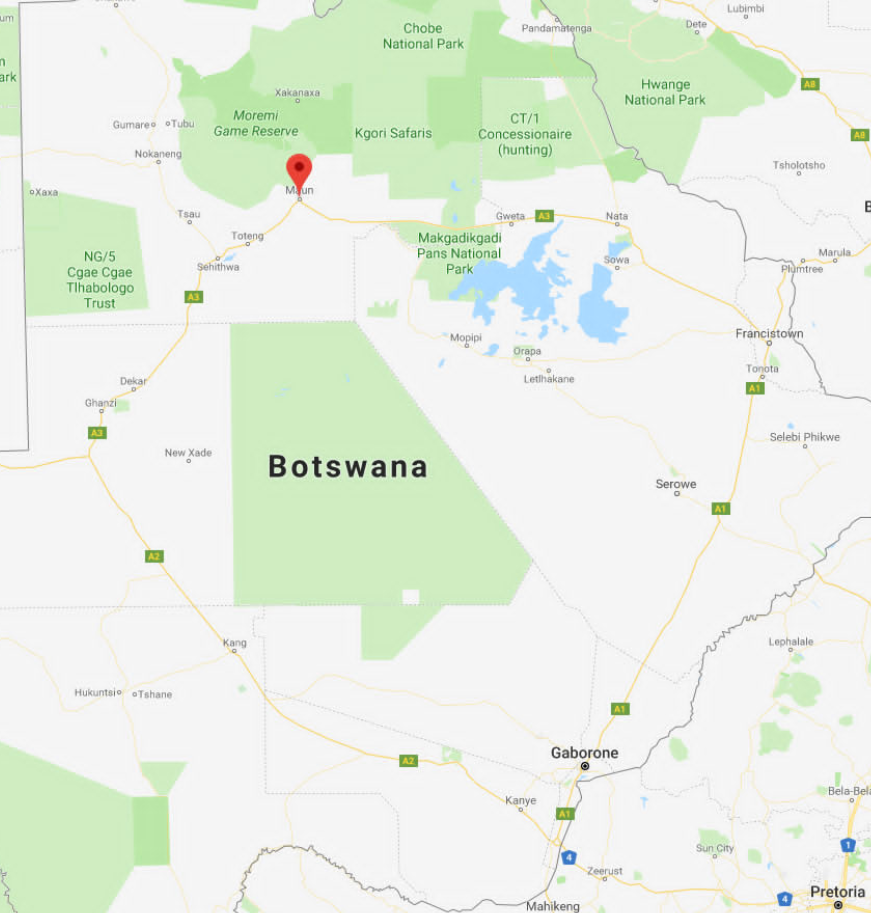 Lubimbi
Dete
Pandamatenga
Chobe
National Park
ark
A8
Hwange
National Park
Xakanaxa
Moremi
Game Reserve
Gumare
Tubu
Kgori Safaris
CT/1
Concessionaire
(hunting)
A8
Nokaneng
Tsholotsho
Maun
Xaxa
Tsau
Gweta
A3
Nata
Toteng
Makgadikgadi
Pans National
Park
NG/5
Cgae Cgae
Tlhabologo
Trust
Sehithwa
Sowa
Marula
Plumtree
A3
Mopipi
Orapa
Letlhakane
Francistown
Tonota
A1
Dekar
Ghanzi
A3
New Xade
Botswana
Selebi Phikwe
Serowe
A1
A2
Kang
Lephalale
Hukuntsi
Tshane
A1
Gaborone
A2
Kanye
A1
Bela-Bela
4
Zeerust
Sun City
1
Mahikeng
4
Pretoria